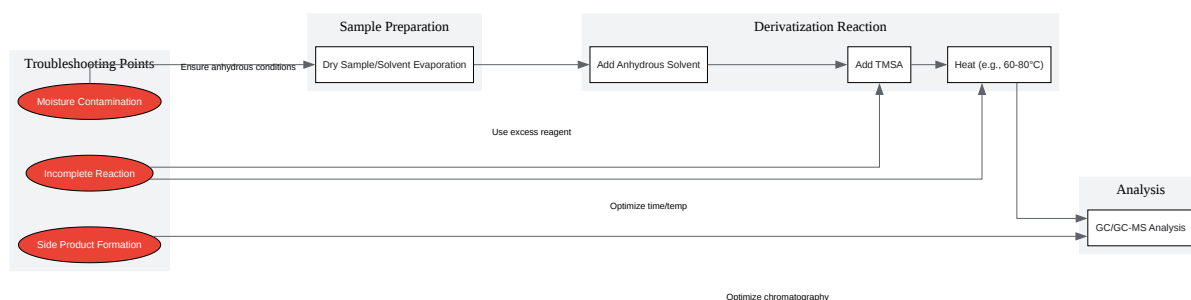 Sample Preparation
Derivatization Reaction
Troubleshooting Points
Ensure anhydrous conditions
Dry Sample/Solvent Evaporation
Add Anhydrous Solvent
Add TMSA
Heat (e.g., 60-80°C)
Moisture Contamination
Use excess reagent
Incomplete Reaction
Analysis
Optimize time/temp
GC/GC-MS Analysis
Side Product Formation
Optimize chromatography